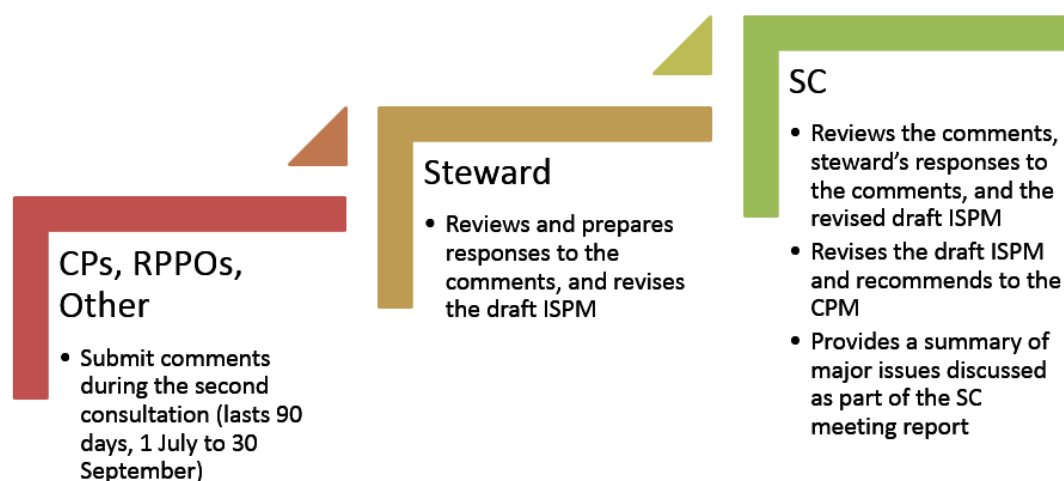 CPs, RPPOs,
Other
• Submit comments
during the second
consultation (lasts 90
days, 1 July to 30
September)
Steward
• Reviews and prepares
responses to the
comments, and revises
the draft ISPM
SC
• Reviews the comments,
steward’s responses to
the comments, and the
revised draft ISPM
• Revises the draft ISPM
and recommends to the
CPM
• Provides a summary of
major issues discussed
as part of the SC
meeting report